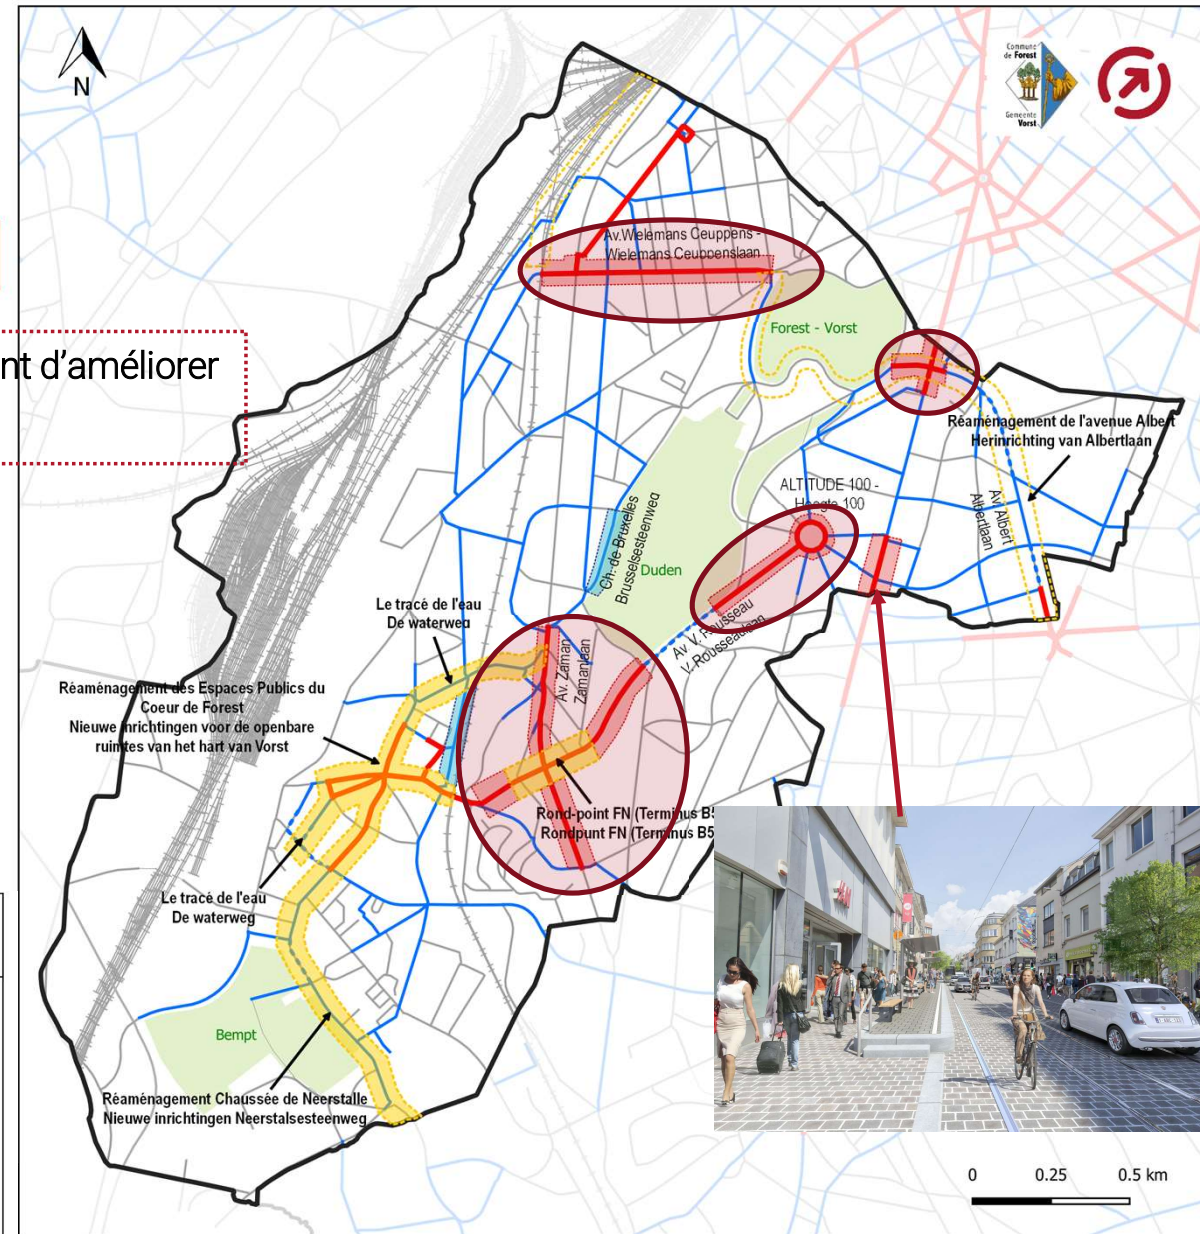 N
Commune
de Forest
Gemeente
Vorst
Av.Wielemans Ceuppens -
Wielemans Ceuppenslaan
Forest - Vorst
nt d’améliorer
Réaménagement de l'avenue Albert
Herinrichting van Albertlaan
ALTITUDE 100 -
Hoogte 100
Av. Albert
Albertlaan
Ch. de Bruxelles
Brusselsesteenweg
Duden
Le tracé de l'eau
De waterweg
Av. V. Rousseau
V. Rousseaulaan
Av. Zaman
Zamanlaan
Réaménagement des Espaces Publics du
Coeur de Forest
Nieuwe inrichtingen voor de openbare
ruimtes van het hart van Vorst
Rond-point FN (Terminus B5
Rondpunt FN (Terminus B5
Le tracé de l'eau
De waterweg
H&M
Bempt
Réaménagement Chaussée de Neerstalle
Nieuwe inrichtingen Neerstalsesteenweg
0 0.25 0.5 km